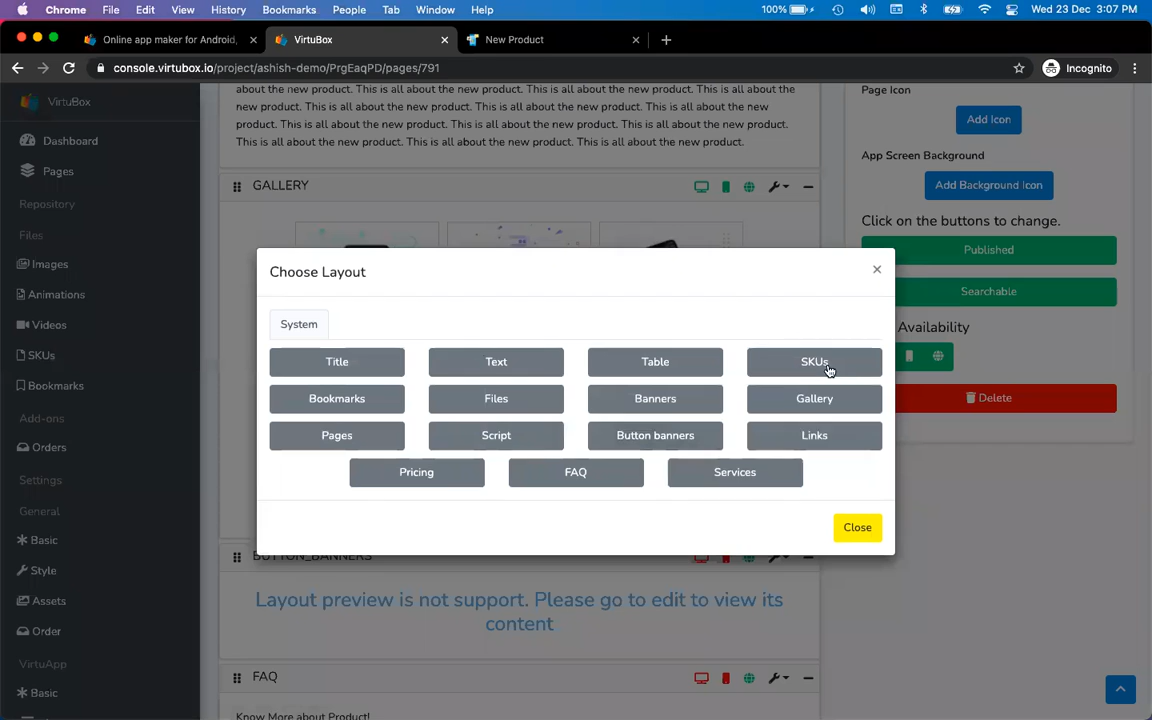 Chrome File Edit View History Bookmarks People Tab Window Help 100% Wed 23 Dec 3:07 PM
Online app maker for Android, VirtuBox New Product
console.virtubox.io/project/ashish-demo/PrgEaqPD/pages/791 Incognito
VirtuBox
Dashboard
Pages
Repository
Files
Images
Animations
Videos
SKUs
Bookmarks
Add-ons
Orders
Settings
General
Basic
Style
Assets
Order
VirtuApp
Basic
about the new product. This is all about the new product. This is all about the new product. This is all about the
new product. This is all about the new product. This is all about the new product. This is all about the new
product. This is all about the new product. This is all about the new product. This is all about the new product.
This is all about the new product. This is all about the new product. This is all about the new product.
GALLERY
Choose Layout
System
Title Text Table SKUs
Bookmarks Files Banners Gallery
Pages Script Button banners Links
Pricing FAQ Services
Close
BUTTON_BANNERS
Layout preview is not support. Please go to edit to view its
content
FAQ
Know More about Product!
Page Icon
Add Icon
App Screen Background
Add Background Icon
Click on the buttons to change.
Published
Searchable
Availability
Delete